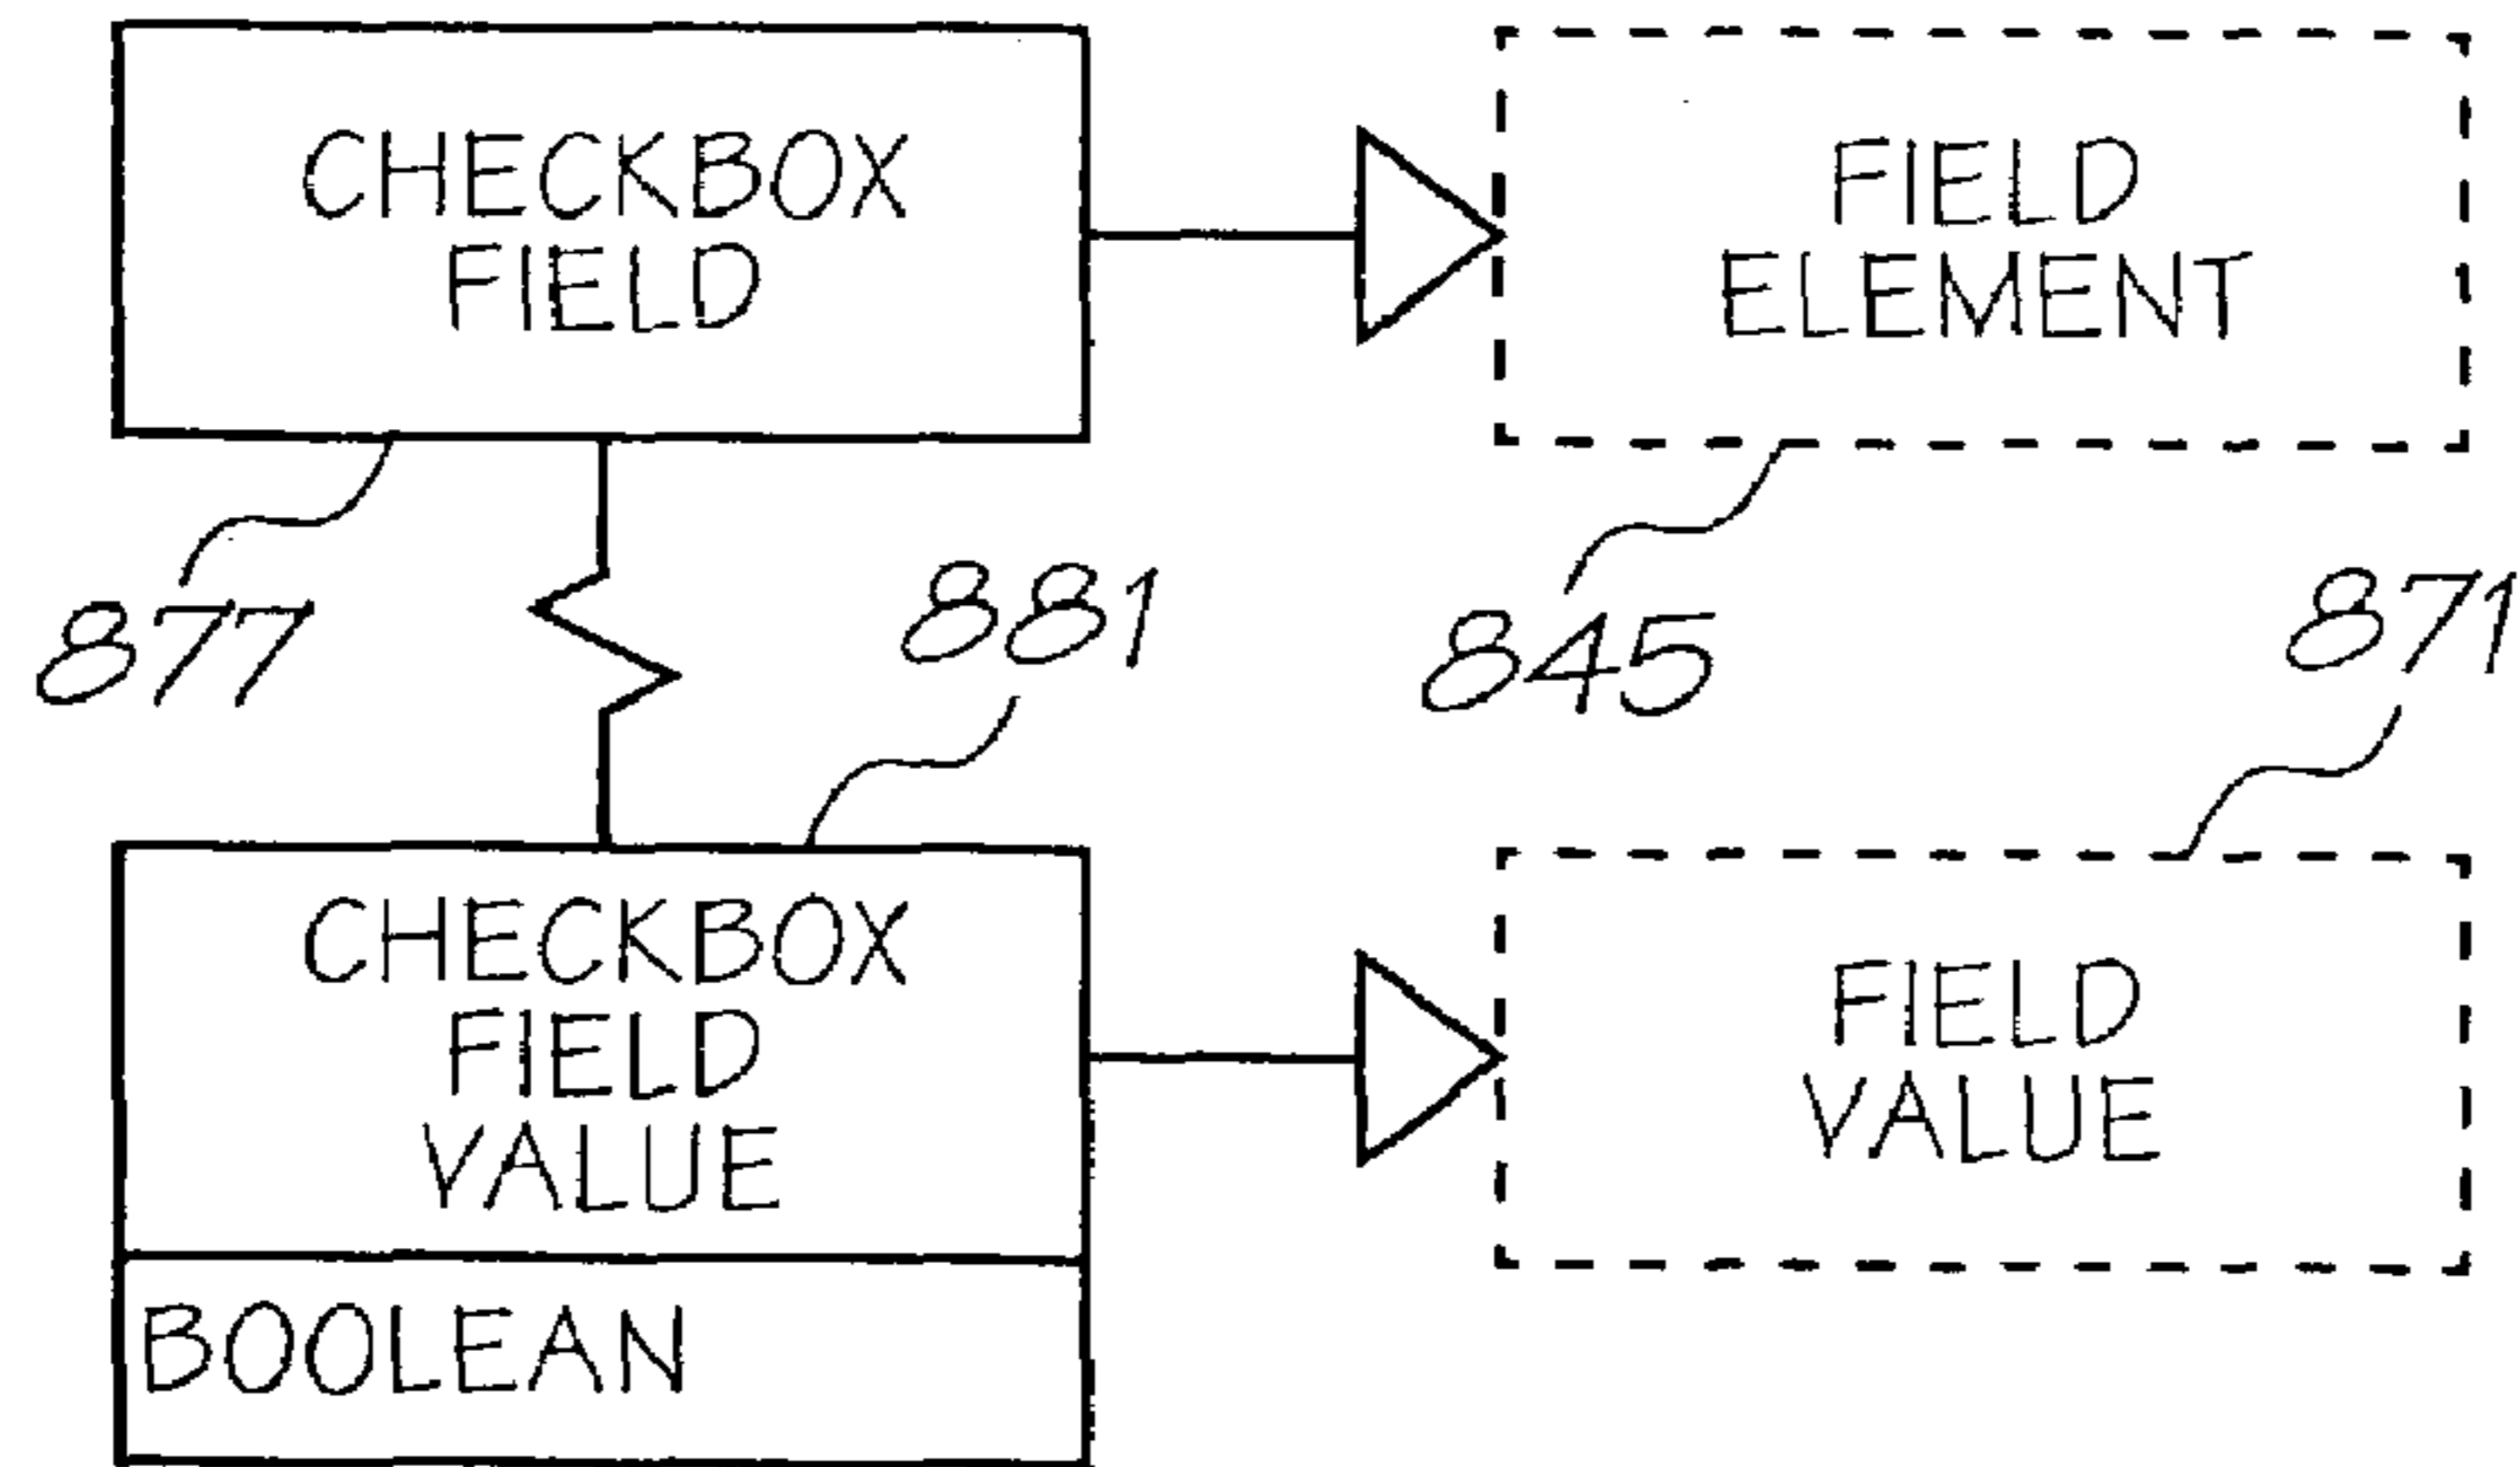 CHECKBOX
FIELD
FIELD
ELEMENT
877
881
845
871
CHECKBOX
FIELD
VALUE
BOOLEAN
FIELD
VALUE